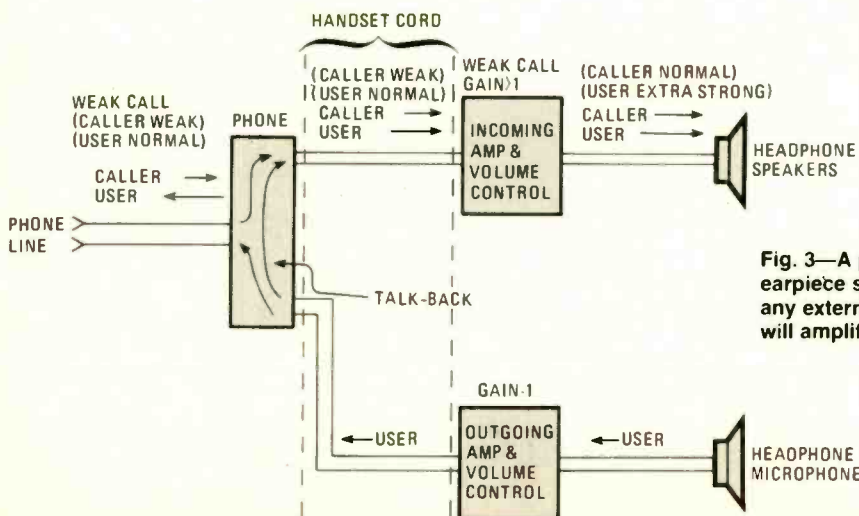 HANDSET CORD
WEAK CALL
(CALLER WEAK)
(USER NORMAL)
CALLER
USER
PHONE
LINE
PHONE
(CALLER WEAK)
(USER NORMAL)
CALLER
USER
WEAK CALL
GAIN>1
INCOMING
AMP &
VOLUME
CONTROL
(CALLER NORMAL)
(USER EXTRA STRONG)
CALLER
USER
HEADPHONE
SPEAKERS
TALK-BACK
Fig. 3—A
earpiece s
any extern
will amplif
USER
GAIN-1
OUTGOING
AMP &
VOLUME
CONTROL
USER
HEADPHONE
MICROPHONE